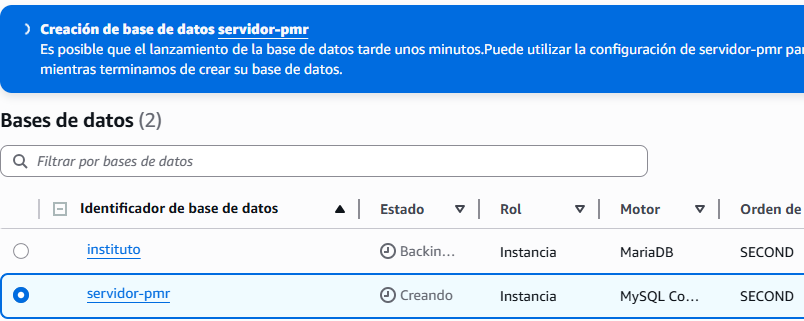 Creación de base de datos servidor-pmr
Es posible que el lanzamiento de la base de datos tarde unos minutos.Puede utilizar la configuración de servidor-pmr
mientras terminamos de crear su base de datos.
Bases de datos (2)
Filtrar por bases de datos
Identificador de base de datos Estado Rol Motor Orden de
instituto Backin... Instancia MariaDB SECOND
servidor-pmr Creando Instancia MySQL Co... SECOND